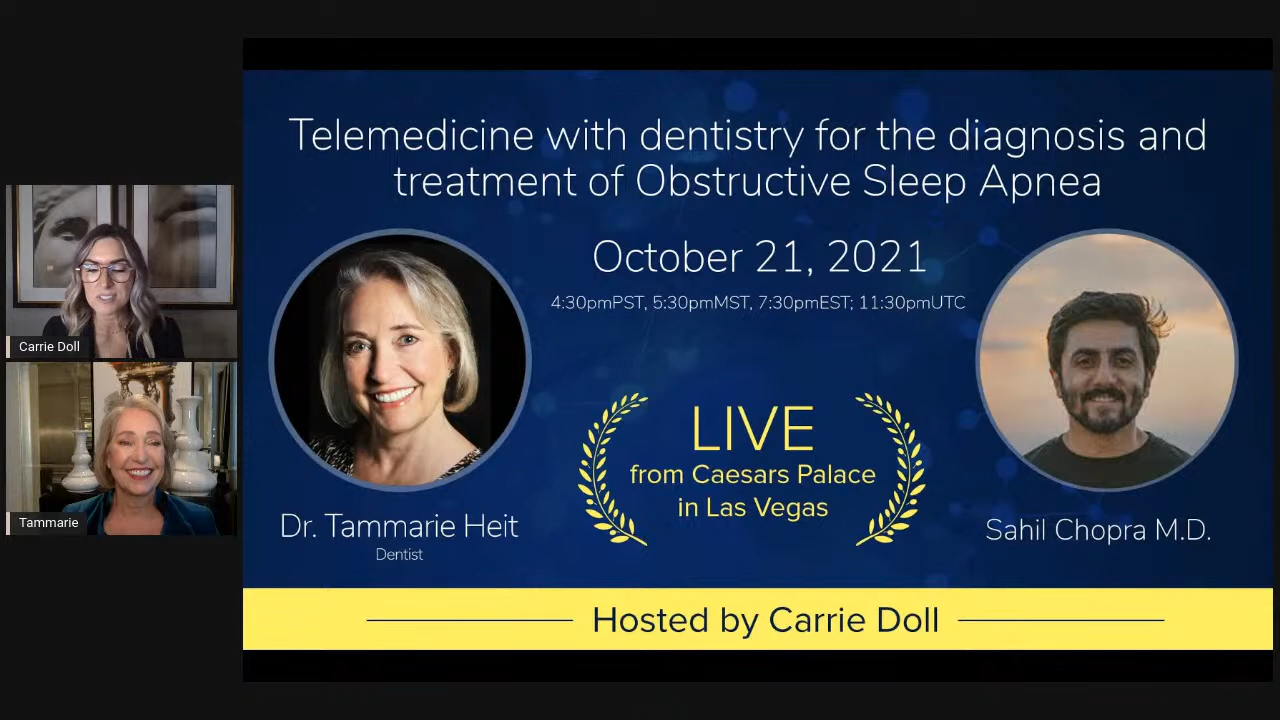 Carrie Doll
Tammarie
Telemedicine with dentistry for the diagnosis and
treatment of Obstructive Sleep Apnea
October 21, 2021
4:30pmPST, 5:30pmMST, 7:30pmEST; 11:30pmUTC
LIVE
from Caesars Palace
in Las Vegas
Dr. Tammarie Heit
Dentist
Sahil Chopra M.D.
Hosted by Carrie Doll